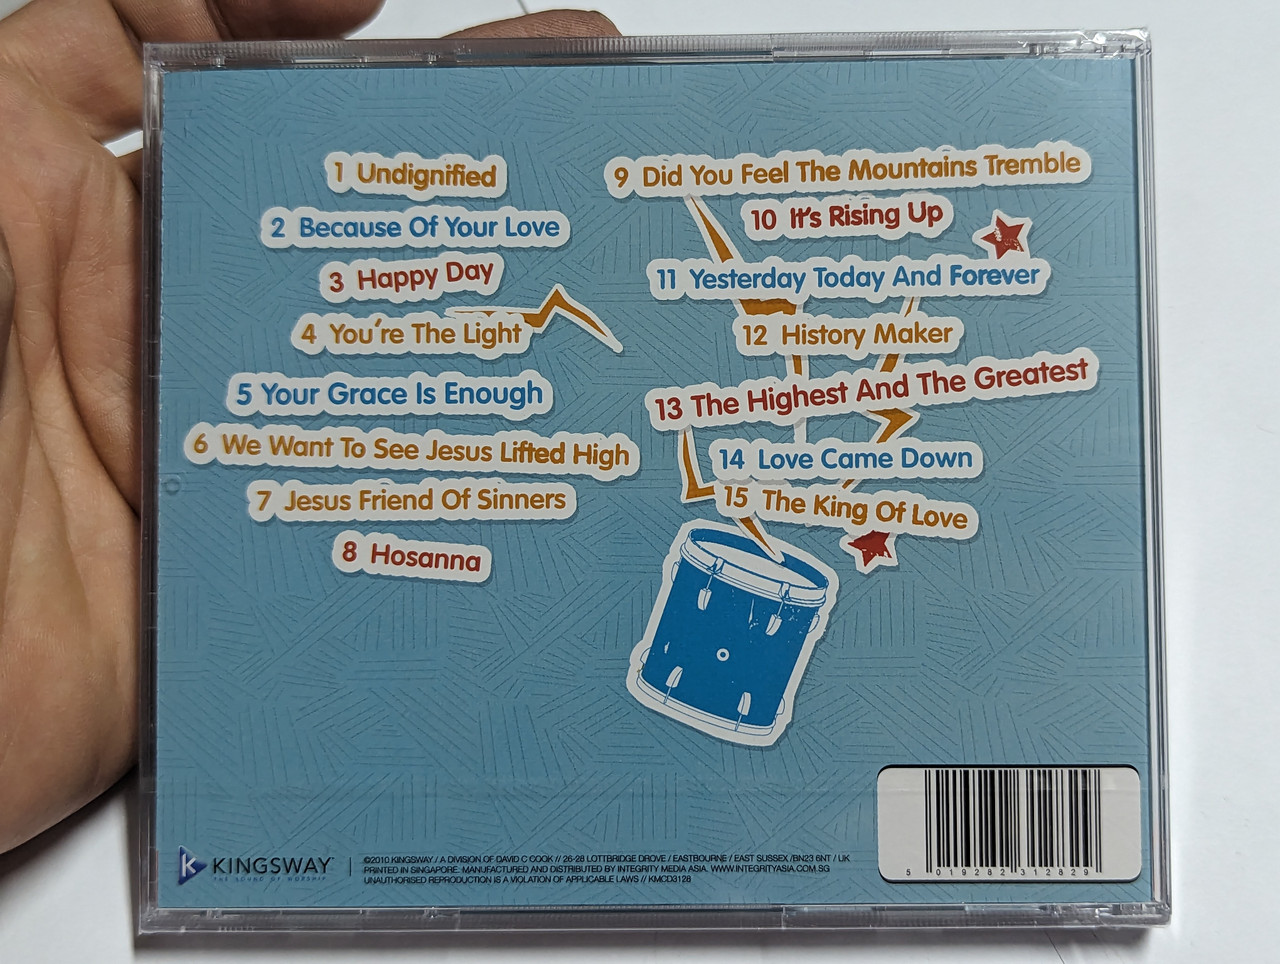 1 Undignified
2 Because Of Your Love
3 Happy Day
4 You're The Light
5 Your Grace Is Enough
6 We Want To See Jesus Lifted High
7 Jesus Friend Of Sinners
8 Hosanna
9 Did You Feel The Mountains Tremble
10 It's Rising Up
11 Yesterday Today And Forever
12 History Maker
13 The Highest And The Greatest
14 Love Came Down
15 The King Of Love
KINGSWAY™
THE SOUND OF WORSHIP
©2010 KINGSWAY / A DIVISION OF DAVID C COOK // 26-28 LOTTBRIDGE DROVE / EASTBOURNE / EAST SUSSEX /BN23 6NT / UK
PRINTED IN SINGAPORE: MANUFACTURED AND DISTRIBUTED BY INTEGRITY MEDIA ASIA. WWW.INTEGRITYASIA.COM.SG
UNAUTHORISED REPRODUCTION IS A VIOLATION OF APPLICABLE LAWS // KMCD3128
5 019282 312829